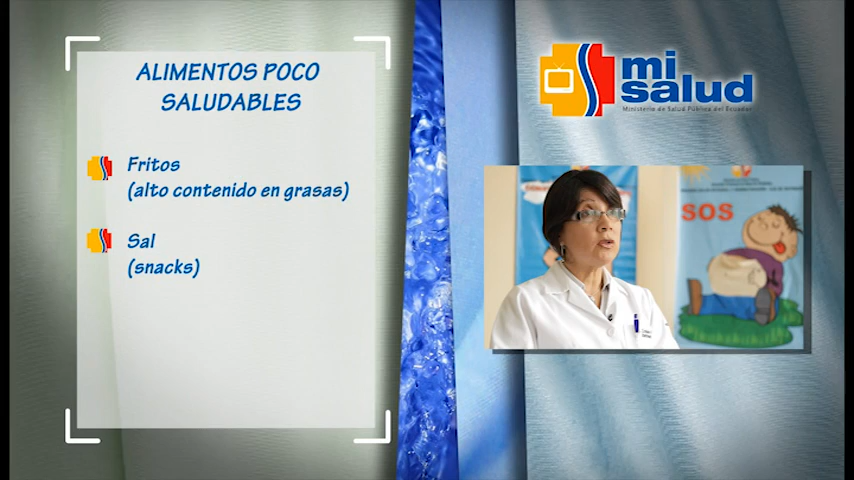 ALIMENTOS POCO
SALUDABLES
Fritos
(alto contenido en grasas)
Sal
(snacks)
mi
salud
Ministerio de Salud Pública del Ecuador
SOS